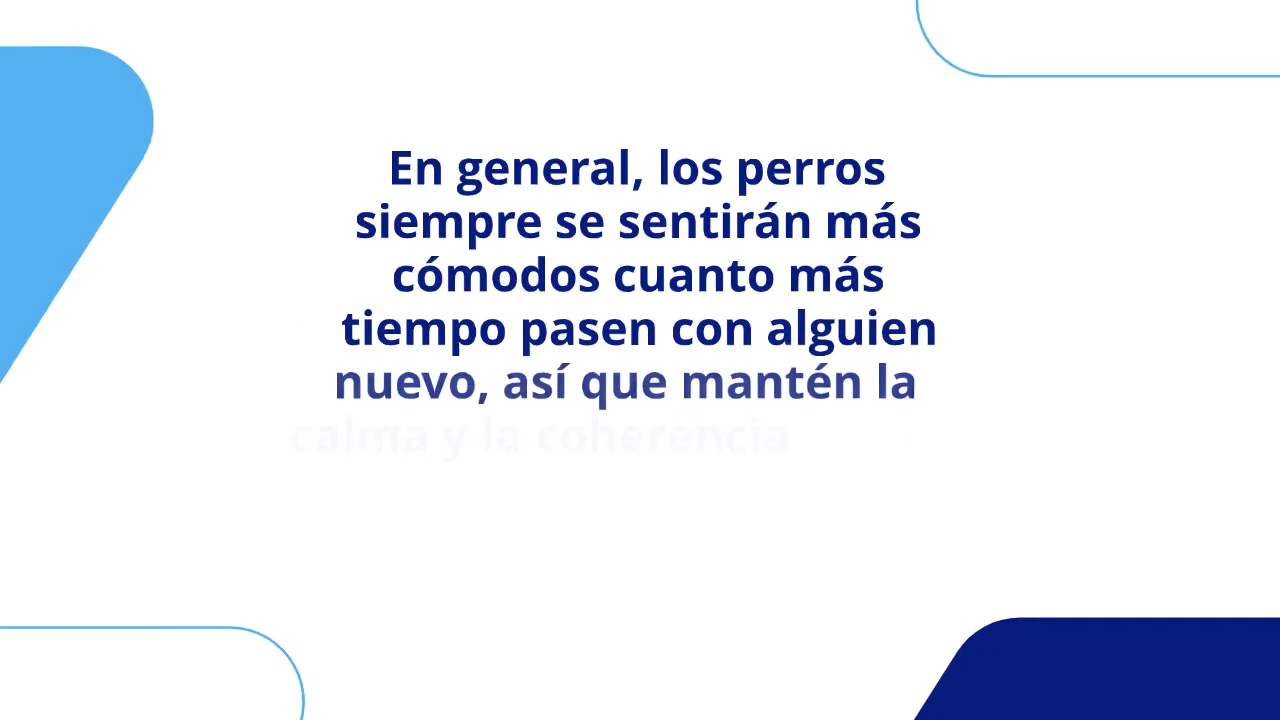 En general, los perros
siempre se sentirán más
cómodos cuanto más
tiempo pasen con alguien
nuevo, así que mantén la
calma y la coherencia